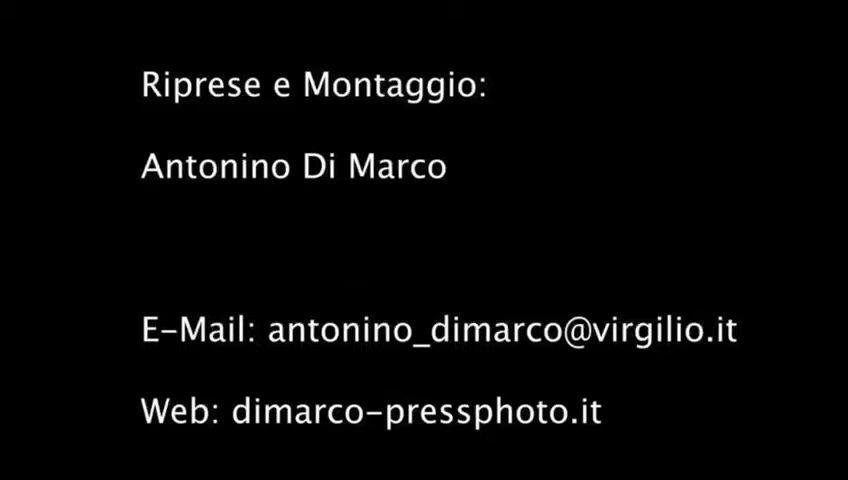 Riprese e Montaggio:
Antonino Di Marco
E-Mail: antonino_dimarco@virgilio.it
Web: dimarco-pressphoto.it